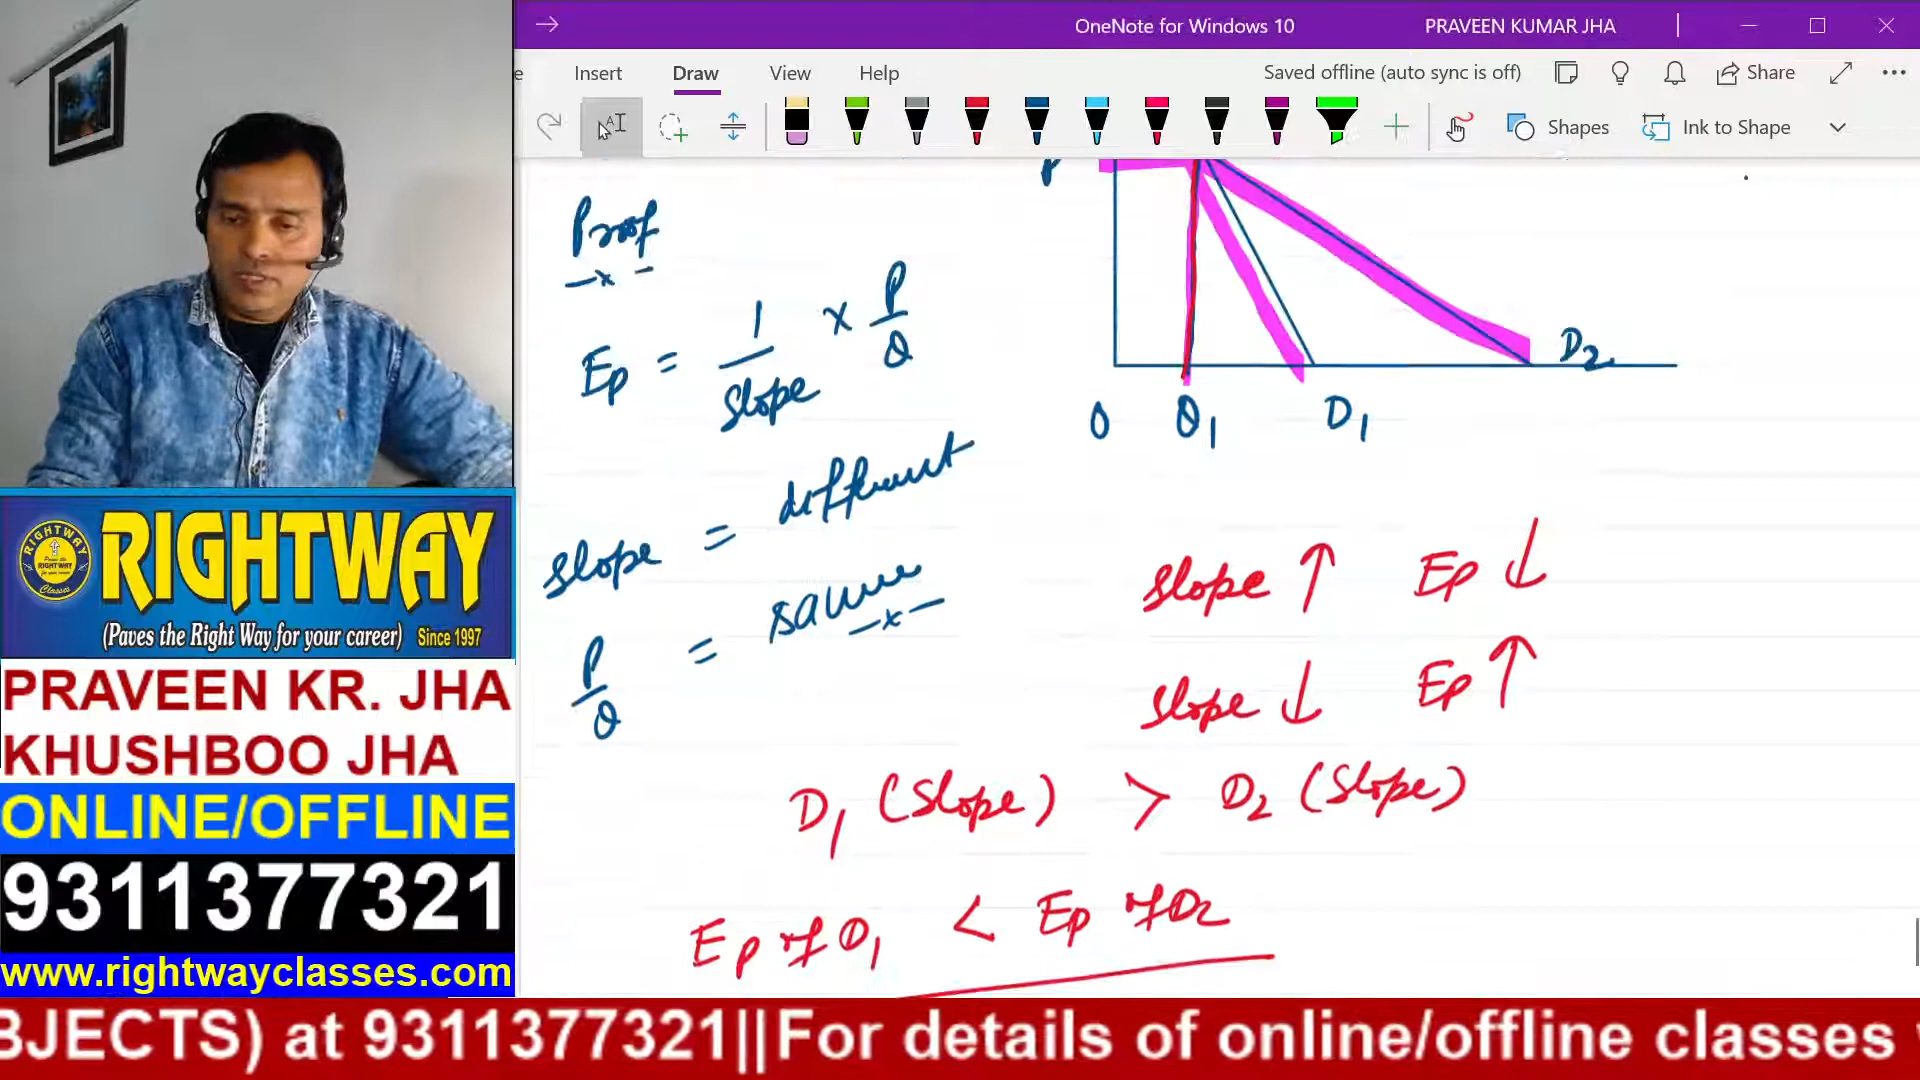 OneNote for Windows 10
PRAVEEN KUMAR JHA
e Insert Draw View Help
Saved offline (auto sync is off)
Share
Shapes
Ink to Shape
Proof
Ep = 1/Slope × P/Q
slope = different
P/Q = same
P
D2
0 Q1 D1
slope ↑ Ep ↓
slope ↓ Ep ↑
D1 (Slope) > D2 (Slope)
Ep of D1 < Ep of D2
RIGHTWAY
RIGHTWAY
Classes
(Paves the Right Way for your career) Since 1997
PRAVEEN KR. JHA
KHUSHBOO JHA
ONLINE/OFFLINE
9311377321
www.rightwayclasses.com
BJECTS) at 9311377321||For details of online/offline classes